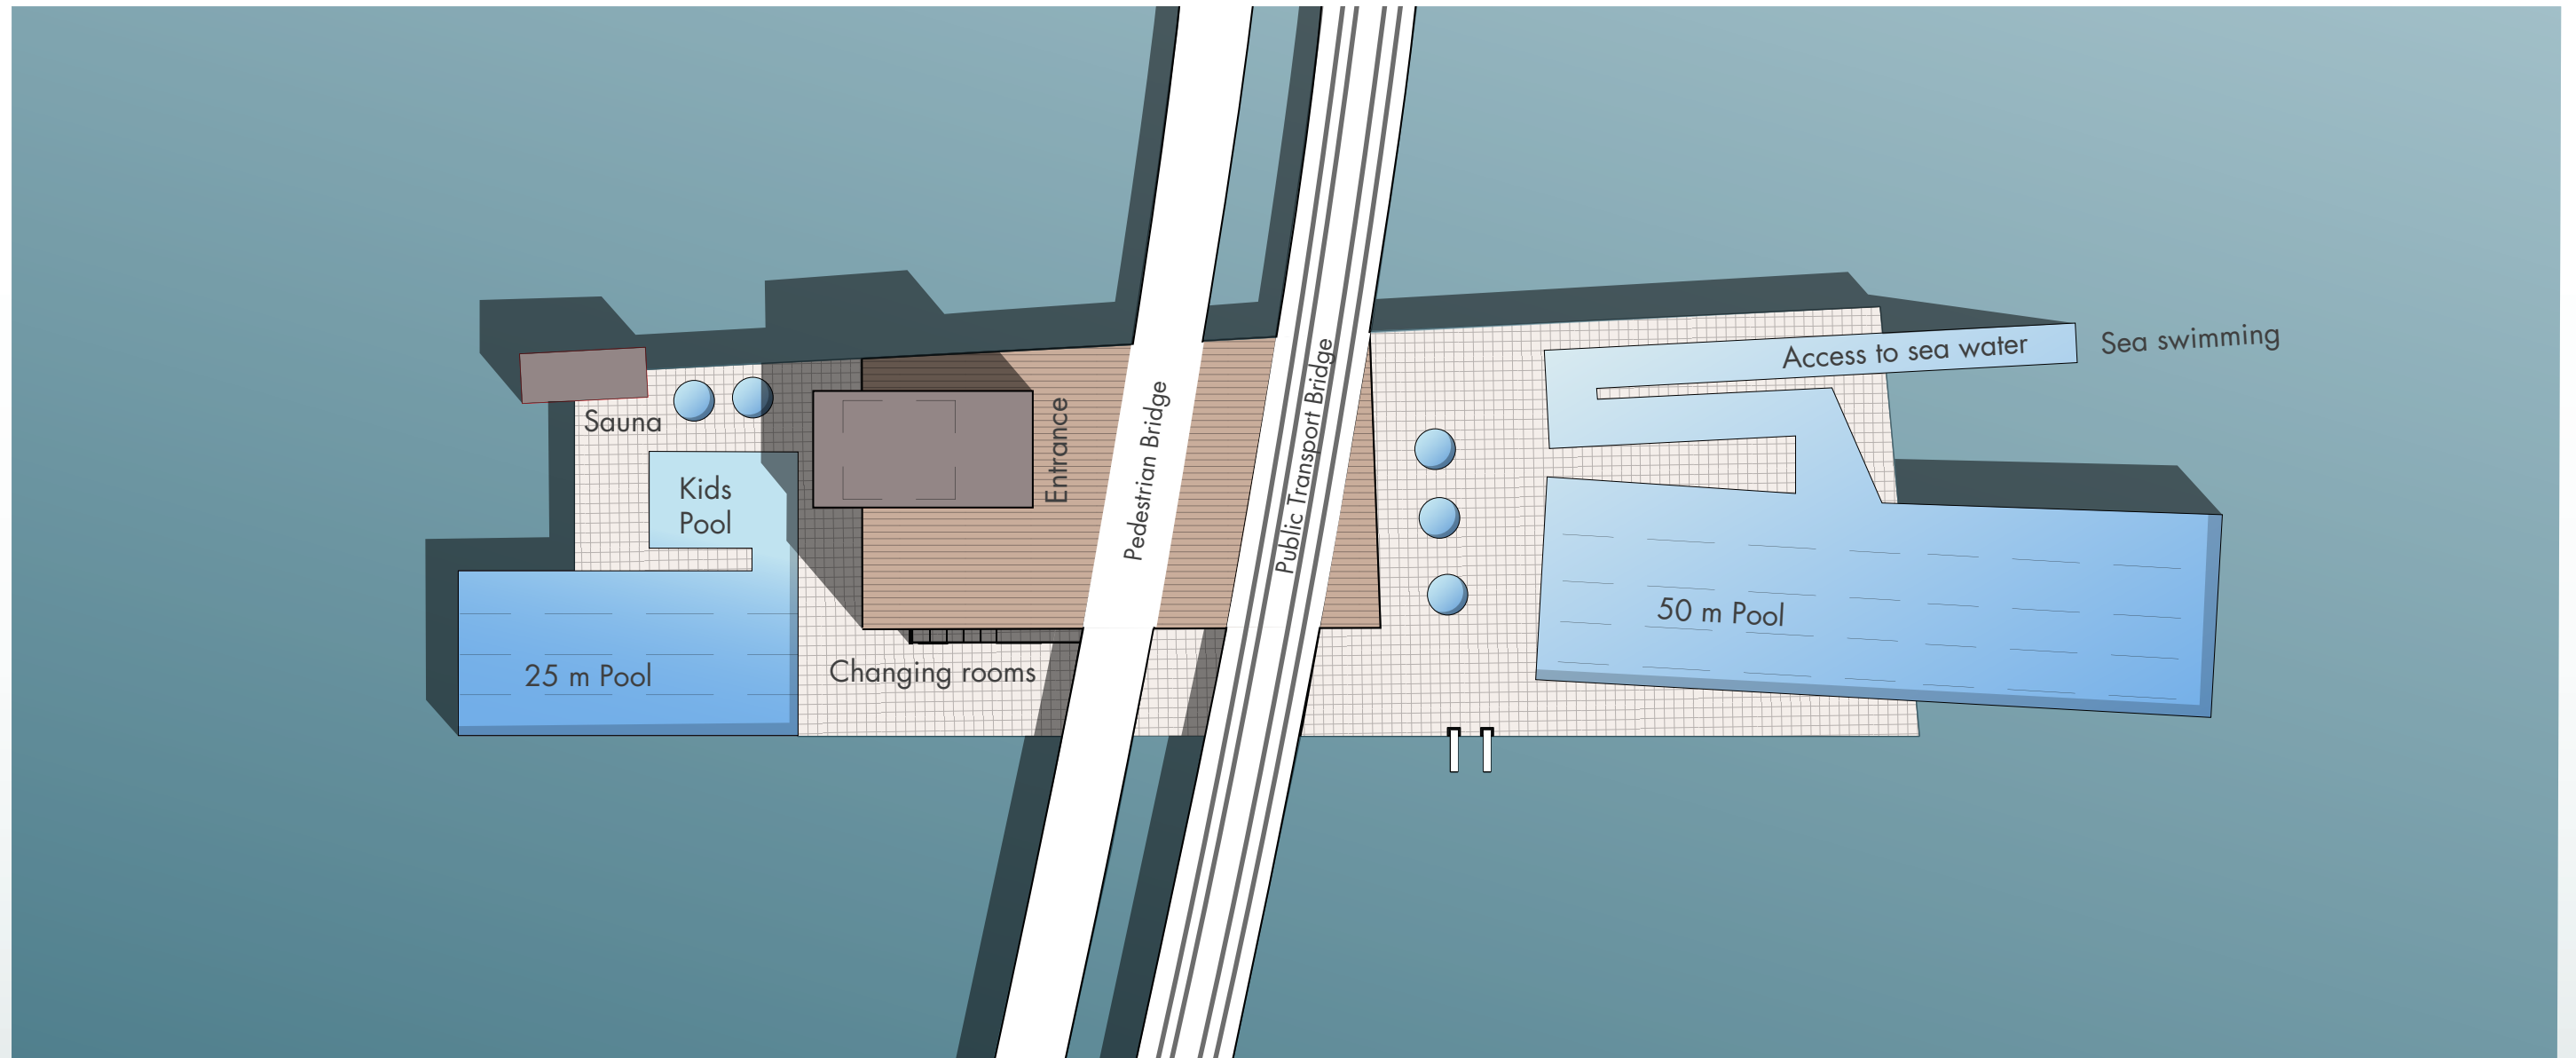 Sauna
Kids
Pool
25 m Pool
Changing rooms
Entrance
Pedestrian Bridge
Public Transport Bridge
Access to sea water
Sea swimming
50 m Pool